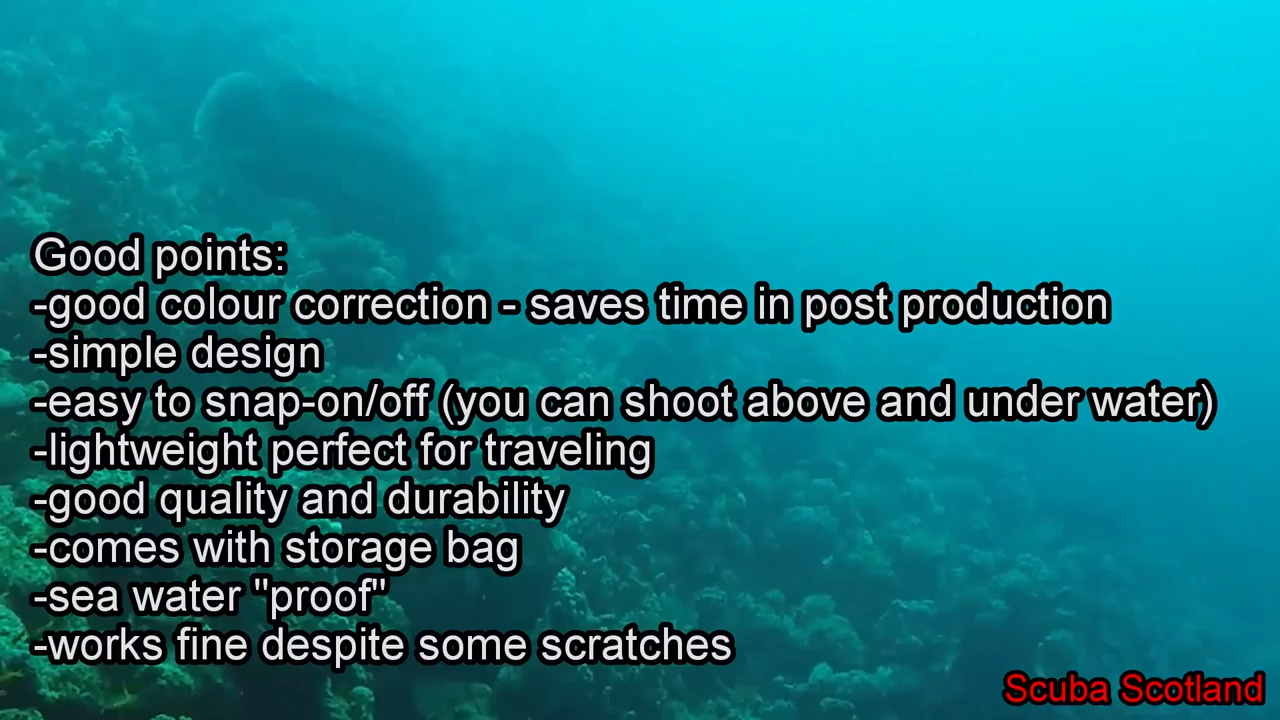 Good points:
-good colour correction - saves time in post production
-simple design
-easy to snap-on/off (you can shoot above and under water)
-lightweight perfect for traveling
-good quality and durability
-comes with storage bag
-sea water "proof"
-works fine despite some scratches
Scuba Scotland